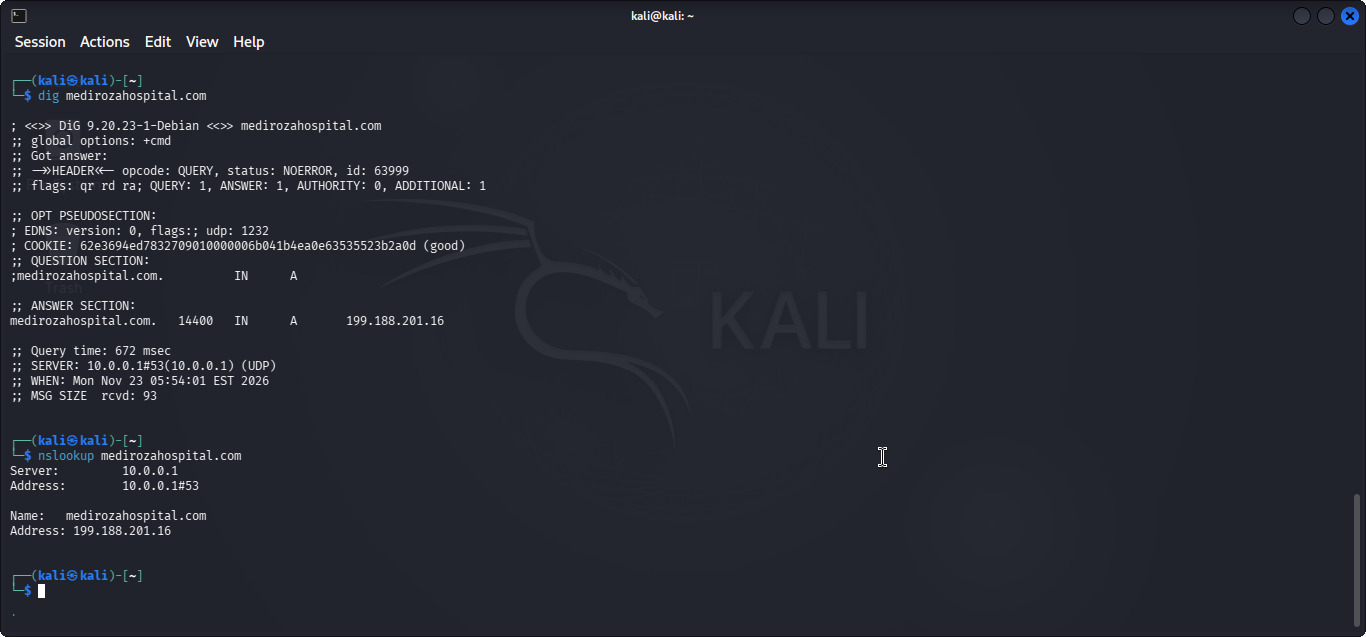 kali@kali: ~
Session Actions Edit View Help
┌──(kali㉿kali)-[~]
└─$ dig medirozahospital.com
; <<>> DiG 9.20.23-1-Debian <<>> medirozahospital.com
;; global options: +cmd
;; Got answer:
;; ->>HEADER<<- opcode: QUERY, status: NOERROR, id: 63999
;; flags: qr rd ra; QUERY: 1, ANSWER: 1, AUTHORITY: 0, ADDITIONAL: 1
;; OPT PSEUDOSECTION:
; EDNS: version: 0, flags:; udp: 1232
; COOKIE: 62e3694ed7832709010000006b041b4ea0e63535523b2a0d (good)
;; QUESTION SECTION:
;medirozahospital.com. IN A
Trash
;; ANSWER SECTION:
medirozahospital.com. 14400 IN A 199.188.201.16
KALI
;; Query time: 672 msec
;; SERVER: 10.0.0.1#53(10.0.0.1) (UDP)
;; WHEN: Mon Nov 23 05:54:01 EST 2026
;; MSG SIZE rcvd: 93
┌──(kali㉿kali)-[~]
└─$ nslookup medirozahospital.com
Server: 10.0.0.1
Address: 10.0.0.1#53
Name: medirozahospital.com
Address: 199.188.201.16
┌──(kali㉿kali)-[~]
└─$